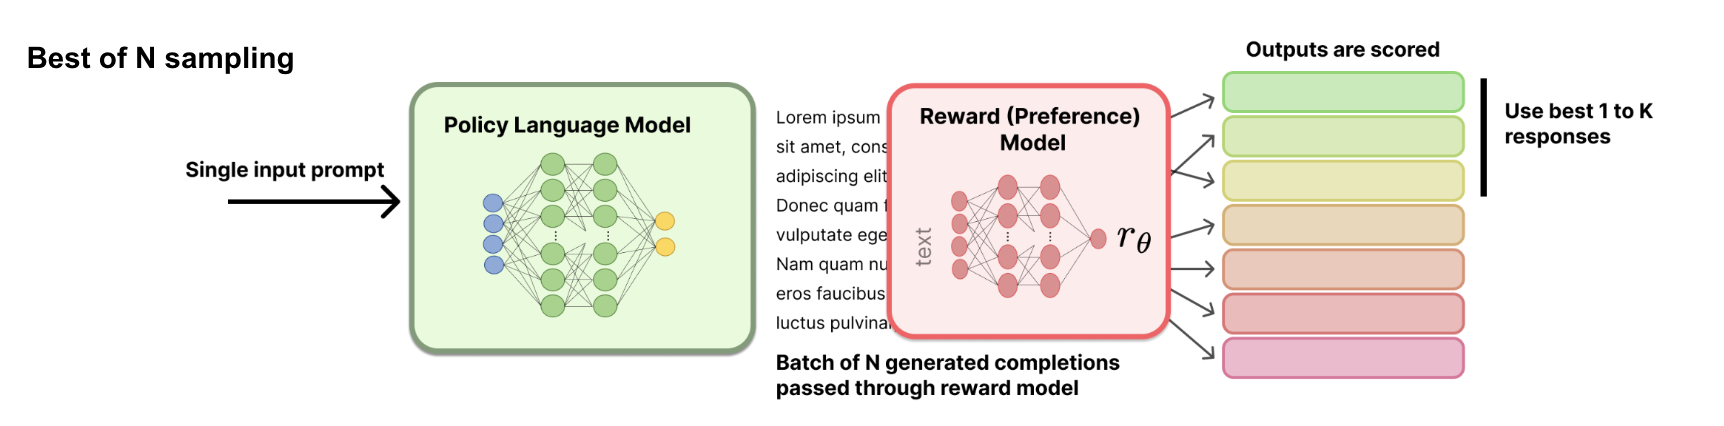 Best of N sampling
Single input prompt
Policy Language Model
Lorem ipsum
sit amet, cons
adipiscing elit
Donec quam f
vulputate ege
Nam quam nu
eros faucibus
luctus pulvina
Batch of N generated completions
passed through reward model
Reward (Preference)
Model
text
r_θ
Outputs are scored
Use best 1 to K
responses